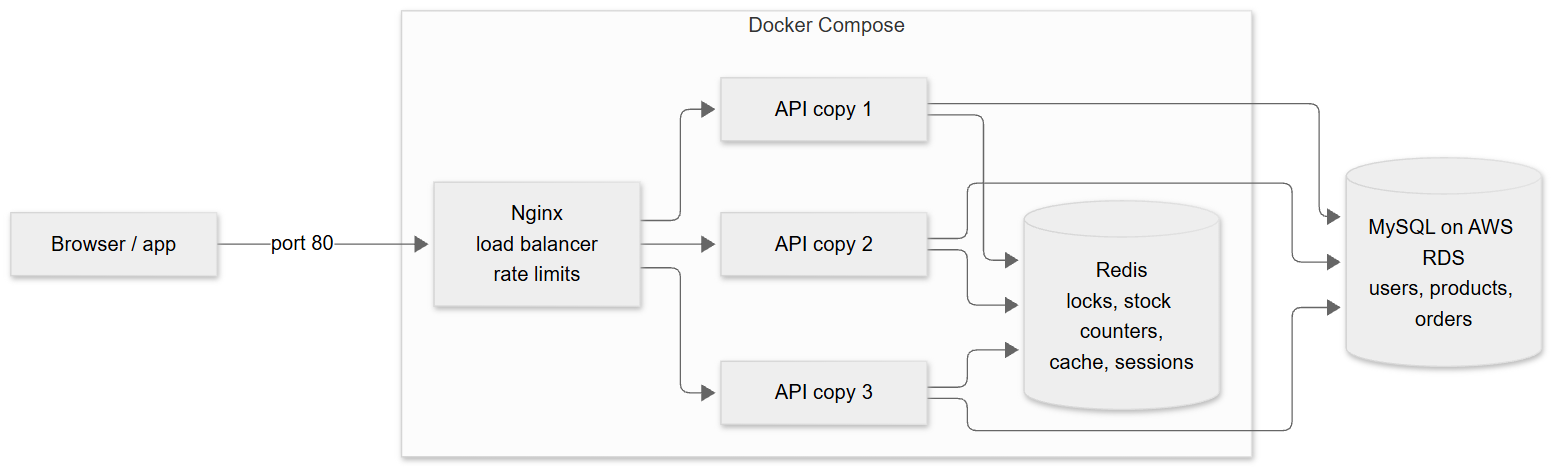 Docker Compose
Browser / app
port 80
Nginx
load balancer
rate limits
API copy 1
API copy 2
API copy 3
Redis
locks, stock
counters,
cache, sessions
MySQL on AWS
RDS
users, products,
orders